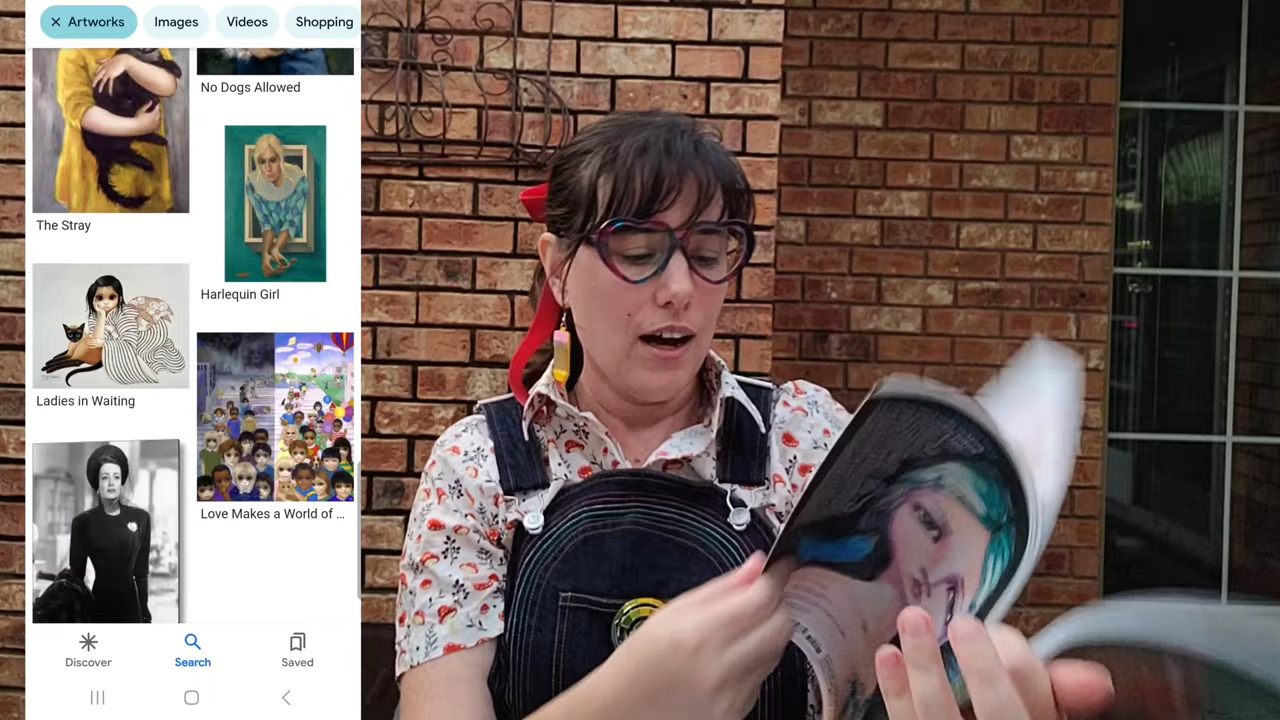 Artworks
Images
Videos
Shopping
No Dogs Allowed
The Stray
Harlequin Girl
Ladies in Waiting
Love Makes a World of ...
Discover
Search
Saved